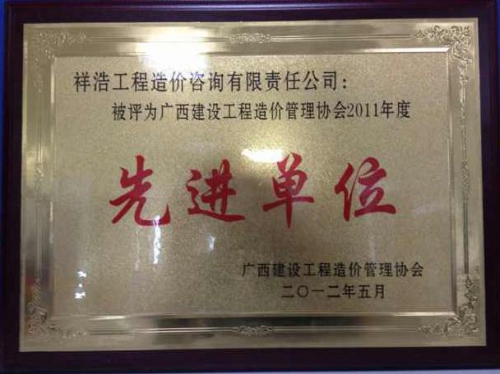 祥浩工程造价咨询有限责任公司：
被评为广西建设工程造价管理协会2011年度
先进单位
广西建设工程造价管理协会
二〇一二年五月